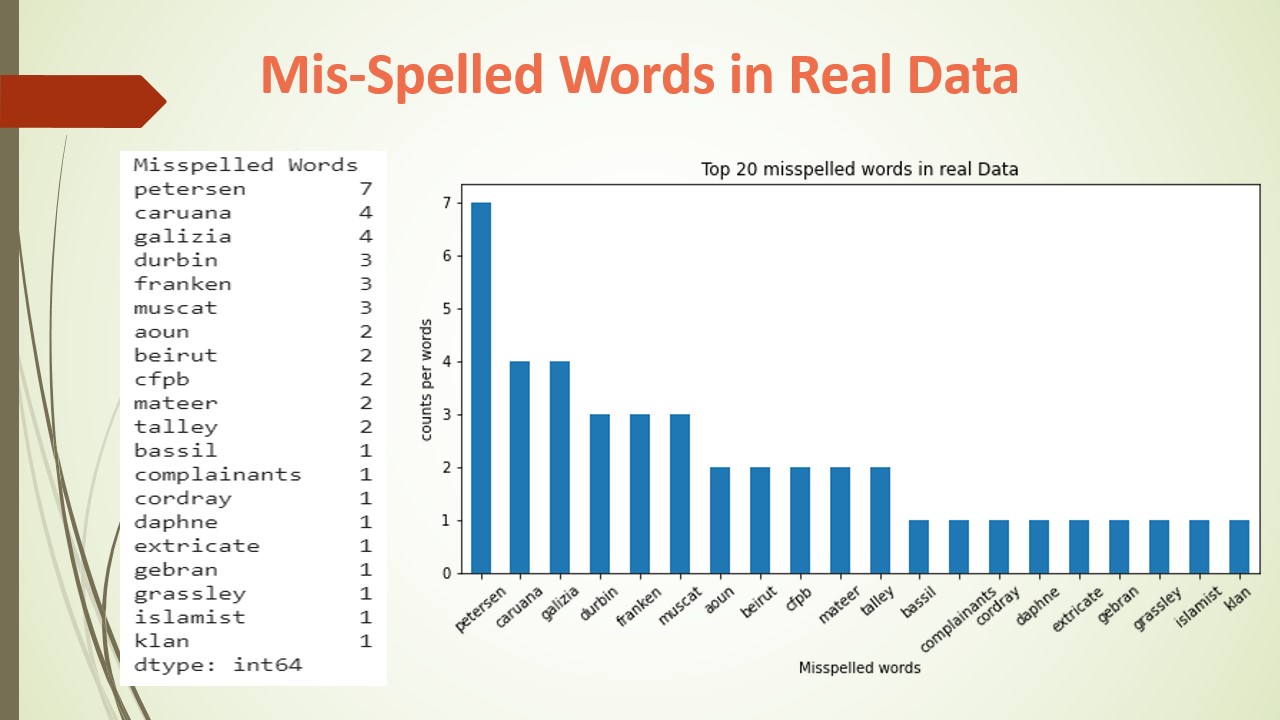 Mis-Spelled Words in Real Data
Misspelled Words
petersen 7
caruana 4
galizia 4
durbin 3
franken 3
muscat 3
aoun 2
beirut 2
cfpb 2
mateer 2
talley 2
bassil 1
complainants 1
cordray 1
daphne 1
extricate 1
gebran 1
grassley 1
islamist 1
klan 1
dtype: int64
Top 20 misspelled words in real Data
counts per words
7
6
5
4
3
2
1
0
petersen caruana galizia durbin franken muscat aoun beirut cfpb mateer talley bassil complainants cordray daphne extricate gebran grassley islamist klan
Misspelled words